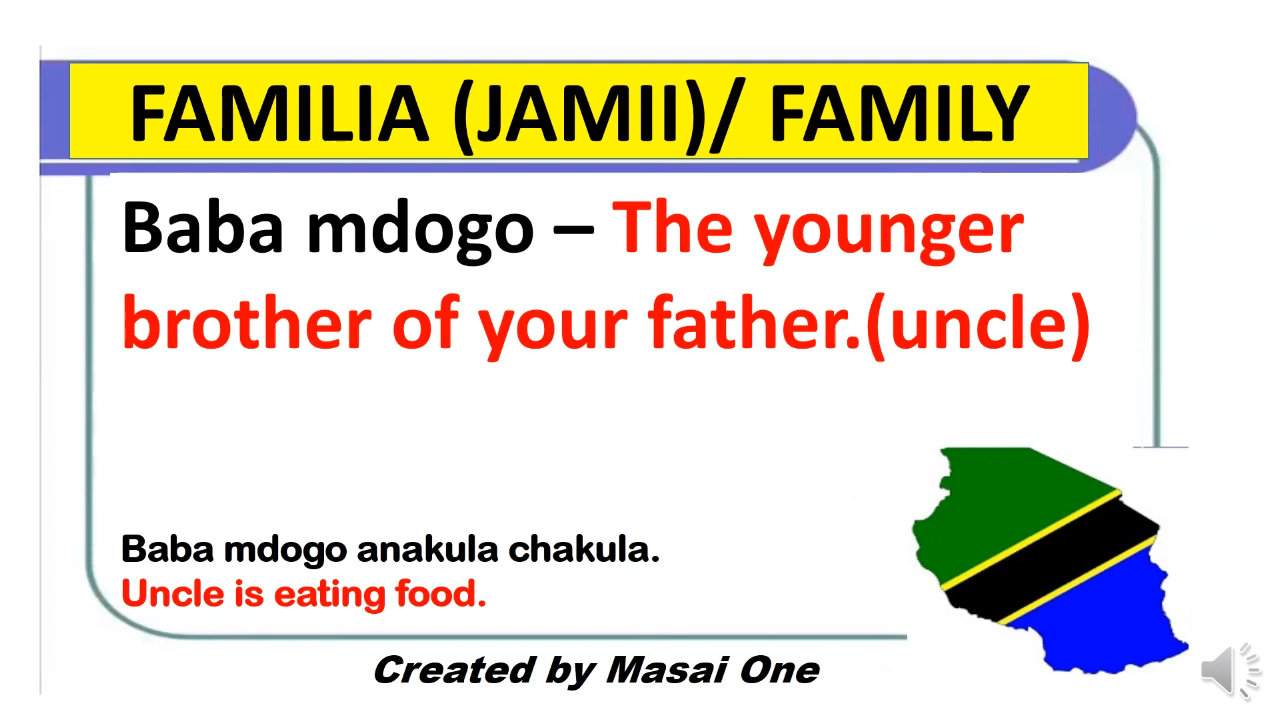 FAMILIA (JAMII)/ FAMILY
Baba mdogo – The younger
brother of your father.(uncle)
Baba mdogo anakula chakula.
Uncle is eating food.
Created by Masai One